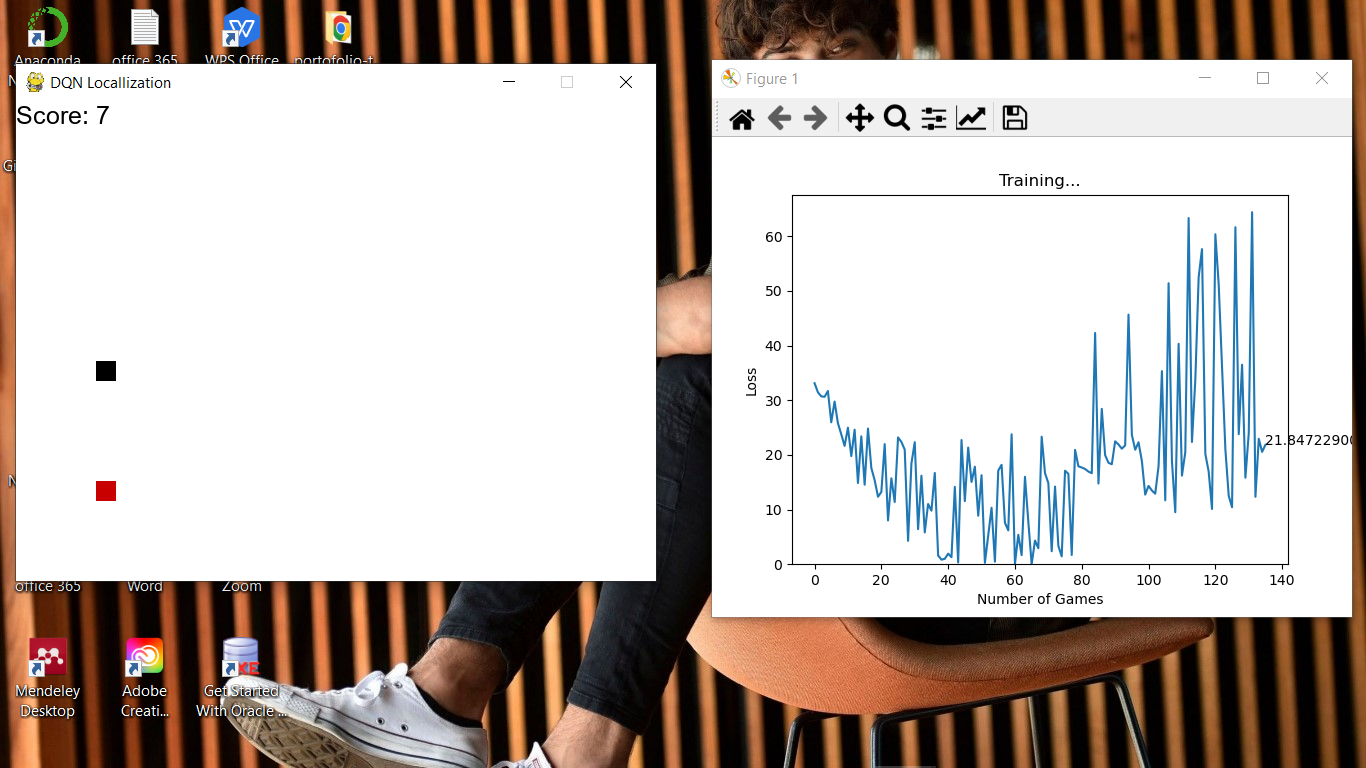 Anaconda
office 365
WPS Office
portofolio-t
DQN Locallization
Score: 7
Gi
office 365
Word
Zoom
Mendeley
Desktop
Adobe
Creati...
Get Started
With Oracle ...
Figure 1
Training...
Loss
60
50
40
30
20
10
0
21.84722900
0
20
40
60
80
100
120
140
Number of Games